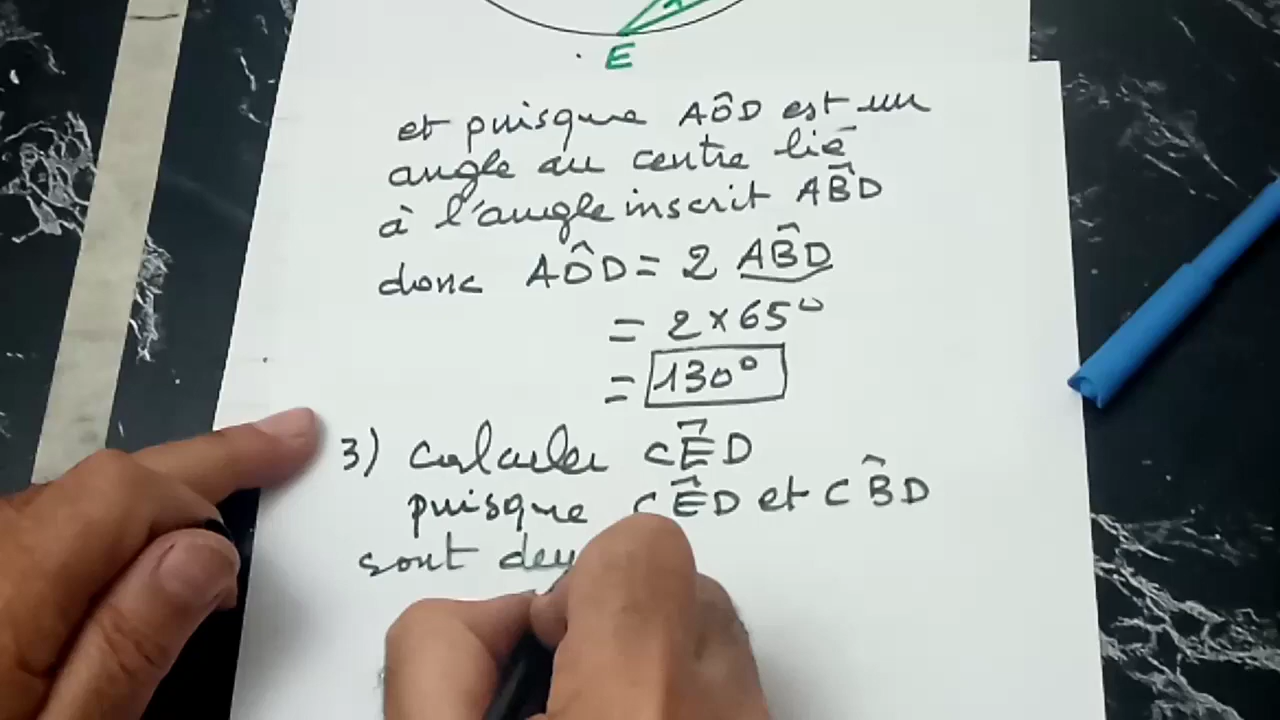 E
et puisque AÔD est un
angle au centre lié
à l'angle inscrit AB̂D
donc AÔD = 2 AB̂D
= 2 × 65°
= 130°
3) Calculer CÊD
puisque CÊD et CB̂D
sont deu